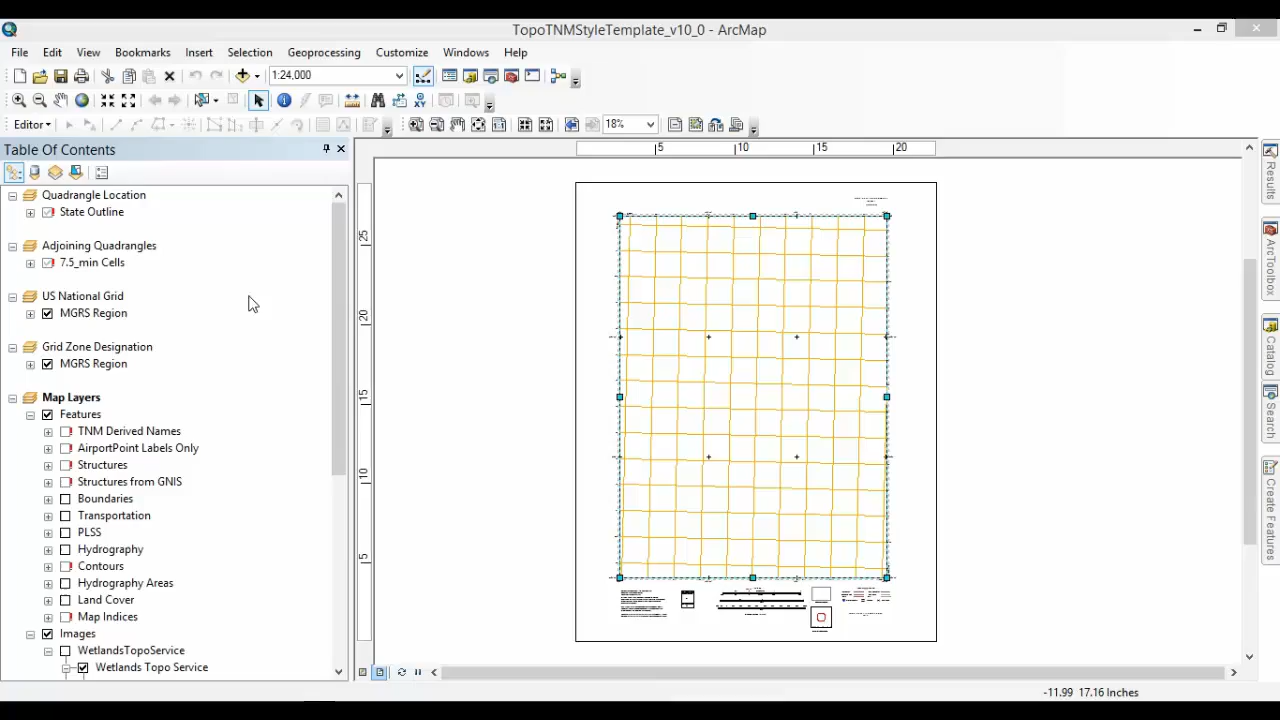 TopoTNMStyleTemplate_v10_0 - ArcMap
File Edit View Bookmarks Insert Selection Geoprocessing Customize Windows Help
1:24,000
Editor
18%
Table Of Contents
Quadrangle Location
State Outline
Adjoining Quadrangles
7.5_min Cells
US National Grid
MGRS Region
Grid Zone Designation
MGRS Region
Map Layers
Features
TNM Derived Names
AirportPoint Labels Only
Structures
Structures from GNIS
Boundaries
Transportation
PLSS
Hydrography
Contours
Hydrography Areas
Land Cover
Map Indices
Images
WetlandsTopoService
Wetlands Topo Service
5 10 15 20
25
20
15
10
5
Results
ArcToolbox
Catalog
Search
Create Features
-11.99 17.16 Inches